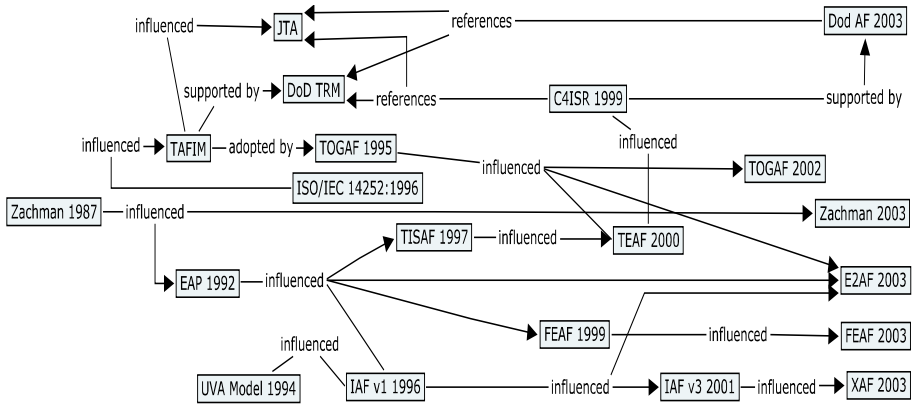 influenced
JTA
references
Dod AF 2003
supported by
DoD TRM
references
C4ISR 1999
supported by
influenced
TAFIM
adopted by
TOGAF 1995
influenced
influenced
TOGAF 2002
ISO/IEC 14252:1996
Zachman 1987
influenced
Zachman 2003
TISAF 1997
influenced
TEAF 2000
EAP 1992
influenced
E2AF 2003
FEAF 1999
influenced
FEAF 2003
influenced
UVA Model 1994
IAF v1 1996
influenced
IAF v3 2001
influenced
XAF 2003